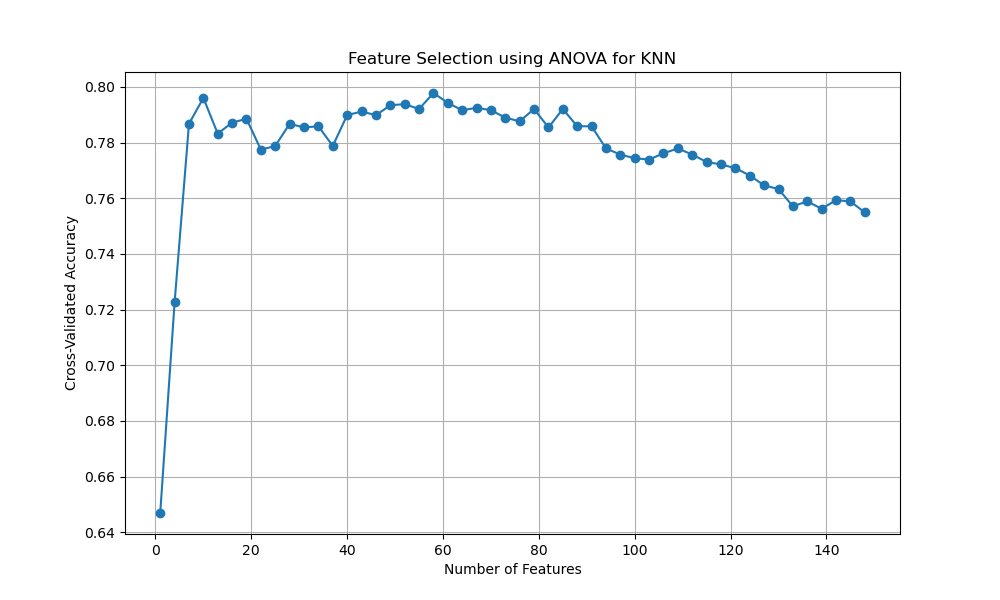 Feature Selection using ANOVA for KNN
0.80
0.78
0.76
0.74
0.72
0.70
0.68
0.66
0.64
Cross-Validated Accuracy
0 20 40 60 80 100 120 140
Number of Features